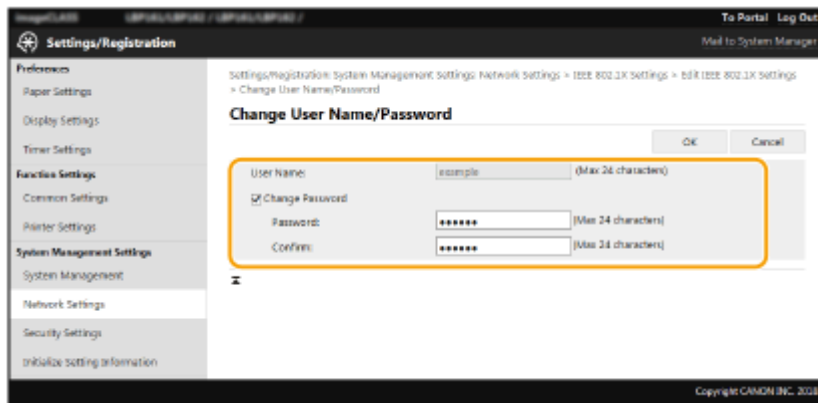 To Portal Log Out
Settings/Registration
Mail to System Manager
Preferences
Paper Settings
Display Settings
Timer Settings
Function Settings
Common Settings
Printer Settings
System Management Settings
System Management
Network Settings
Security Settings
Initialize Setting Information
Settings/Registration: System Management Settings: Network Settings > IEEE 802.1X Settings > Edit IEEE 802.1X Settings
> Change User Name/Password
Change User Name/Password
OK Cancel
User Name: example (Max 24 characters)
Change Password
Password: •••••• (Max 24 characters)
Confirm: •••••• (Max 24 characters)
Copyright CANON INC. 2018